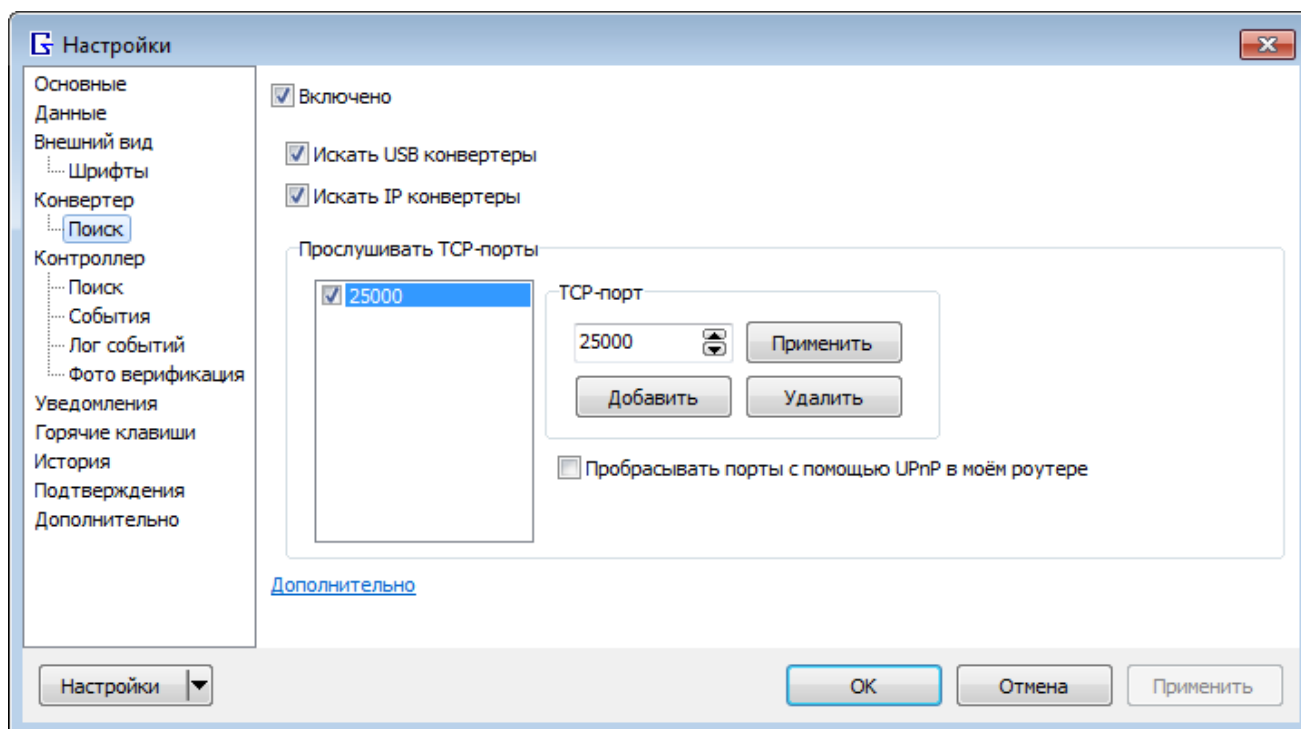 Настройки
Основные
Данные
Внешний вид
Шрифты
Конвертер
Поиск
Контроллер
Поиск
События
Лог событий
Фото верификация
Уведомления
Горячие клавиши
История
Подтверждения
Дополнительно
Включено
Искать USB конвертеры
Искать IP конвертеры
Прослушивать TCP-порты
25000
TCP-порт
25000
Применить
Добавить
Удалить
Пробрасывать порты с помощью UPnP в моём роутере
Дополнительно
Настройки
OK
Отмена
Применить